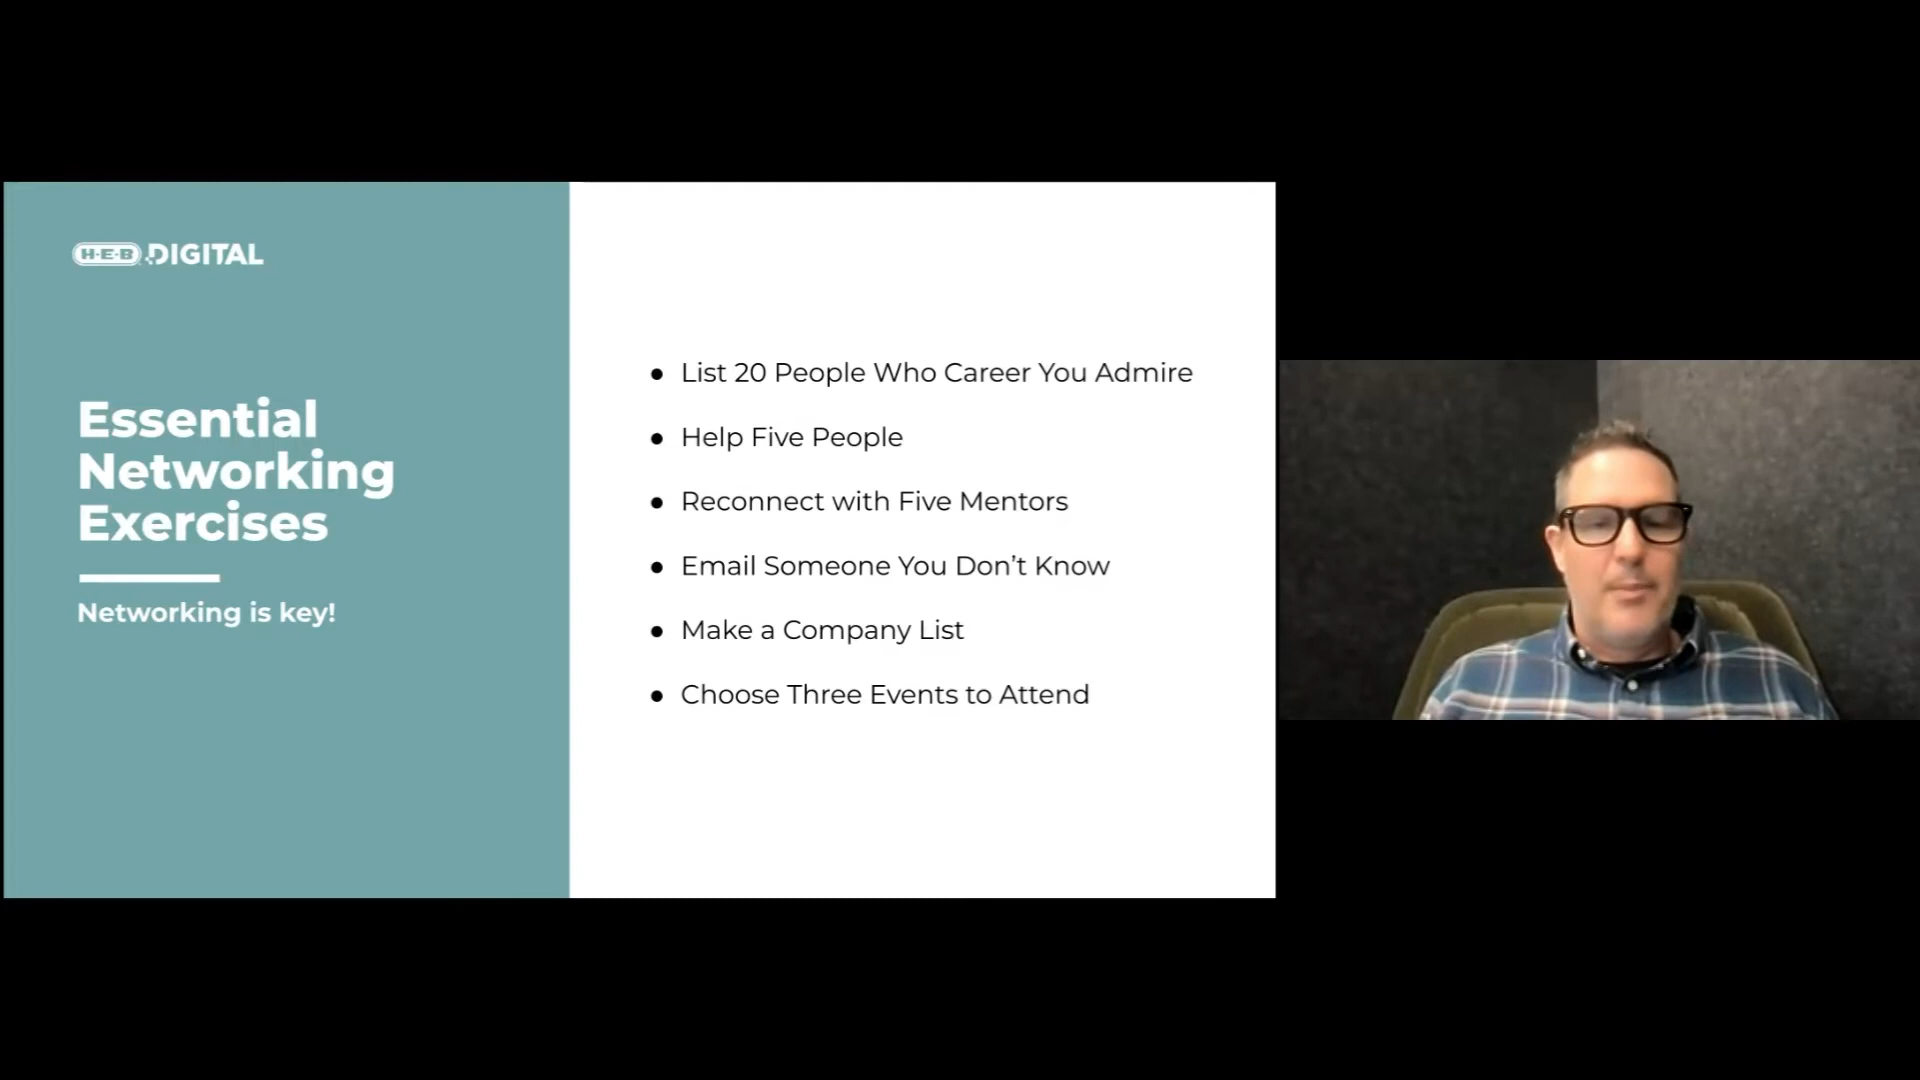 H-E-B DIGITAL
Essential
Networking
Exercises
Networking is key!
● List 20 People Who Career You Admire
● Help Five People
● Reconnect with Five Mentors
● Email Someone You Don’t Know
● Make a Company List
● Choose Three Events to Attend